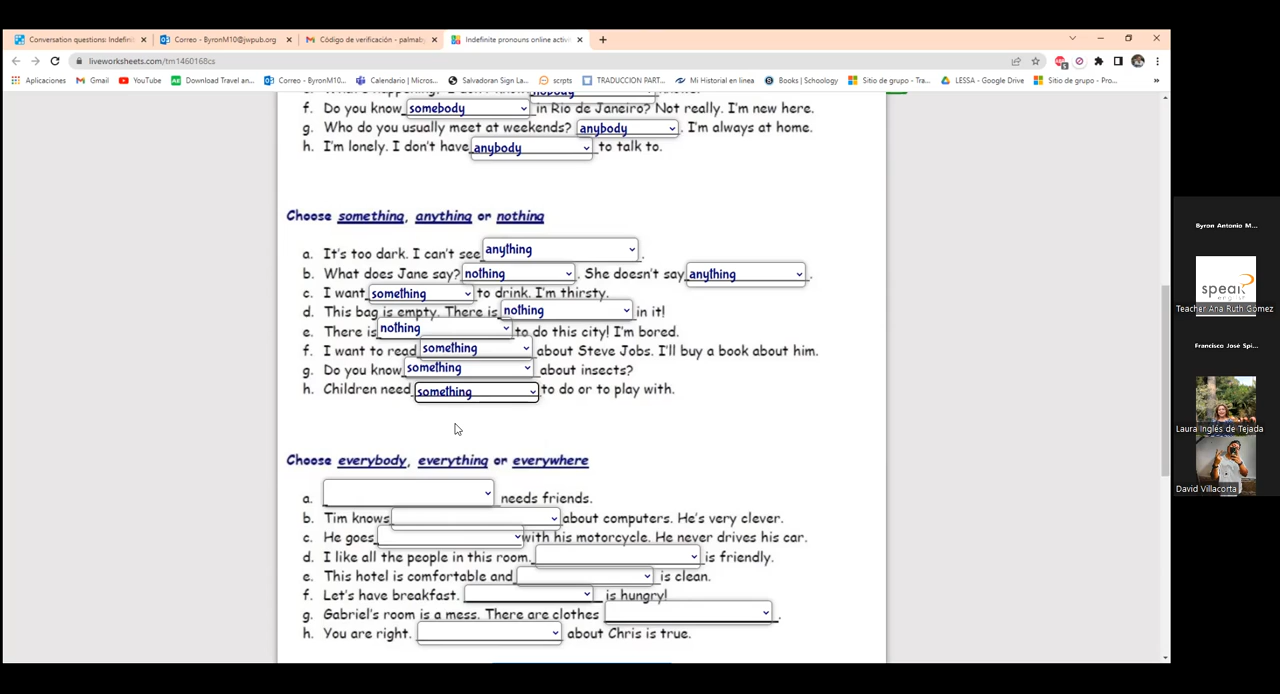 Conversation questions: Indefini
Correo - ByronM10@jwpub.org
Código de verificación - palmaby
Indefinite pronouns online activi
liveworksheets.com/tm1460168cs
Aplicaciones
Gmail
YouTube
Download Travel an...
Correo - ByronM10...
Calendario | Micros...
Salvadoran Sign La...
scrpts
TRADUCCION PART...
Mi Historial en linea
Books | Schoology
Sitio de grupo - Tra...
LESSA - Google Drive
Sitio de grupo - Pro...
f. Do you know somebody in Rio de Janeiro? Not really. I'm new here.
g. Who do you usually meet at weekends? anybody . I'm always at home.
h. I'm lonely. I don't have anybody to talk to.
Choose something, anything or nothing
a. It's too dark. I can't see anything .
b. What does Jane say? nothing . She doesn't say anything .
c. I want something to drink. I'm thirsty.
d. This bag is empty. There is nothing in it!
e. There is nothing to do this city! I'm bored.
f. I want to read something about Steve Jobs. I'll buy a book about him.
g. Do you know something about insects?
h. Children need something to do or to play with.
Choose everybody, everything or everywhere
a. needs friends.
b. Tim knows about computers. He's very clever.
c. He goes with his motorcycle. He never drives his car.
d. I like all the people in this room. is friendly.
e. This hotel is comfortable and is clean.
f. Let's have breakfast. is hungry!
g. Gabriel's room is a mess. There are clothes .
h. You are right. about Chris is true.
Byron Antonio M...
speak
english
Teacher Ana Ruth Gómez
Francisco José Spi...
Laura Inglés de Tejada
David Villacorta